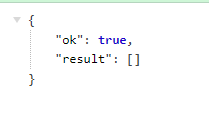 {
"ok": true,
"result": []
}